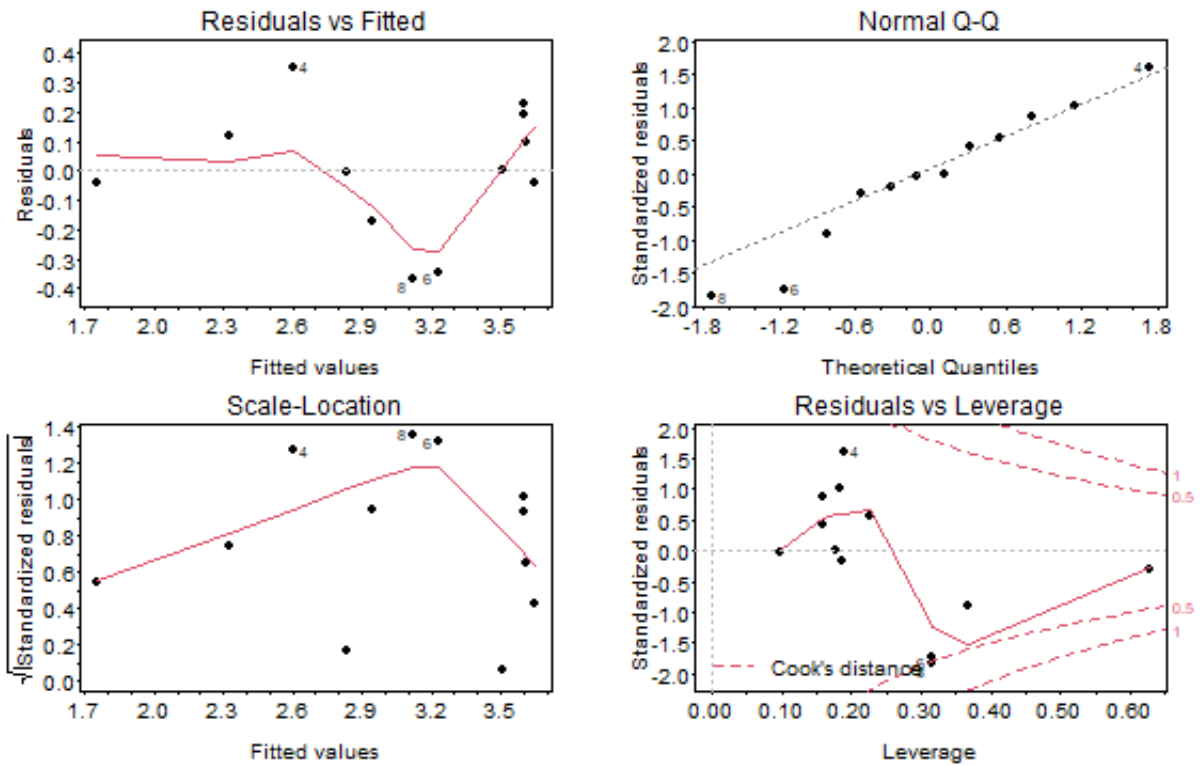 Residuals vs Fitted
Residuals
0.4
0.3
0.2
0.1
0.0
-0.1
-0.2
-0.3
-0.4
4
8
6
1.7 2.0 2.3 2.6 2.9 3.2 3.5
Fitted values
Normal Q-Q
Standardized residuals
2.0
1.5
1.0
0.5
0.0
-0.5
-1.0
-1.5
-2.0
4
6
8
-1.8 -1.2 -0.6 0.0 0.6 1.2 1.8
Theoretical Quantiles
Scale-Location
√|Standardized residuals|
1.4
1.2
1.0
0.8
0.6
0.4
0.2
0.0
4
8
6
1.7 2.0 2.3 2.6 2.9 3.2 3.5
Fitted values
Residuals vs Leverage
Standardized residuals
2.0
1.5
1.0
0.5
0.0
-0.5
-1.0
-1.5
-2.0
4
1
0.5
0.5
1
Cook's distance
0.00 0.10 0.20 0.30 0.40 0.50 0.60
Leverage